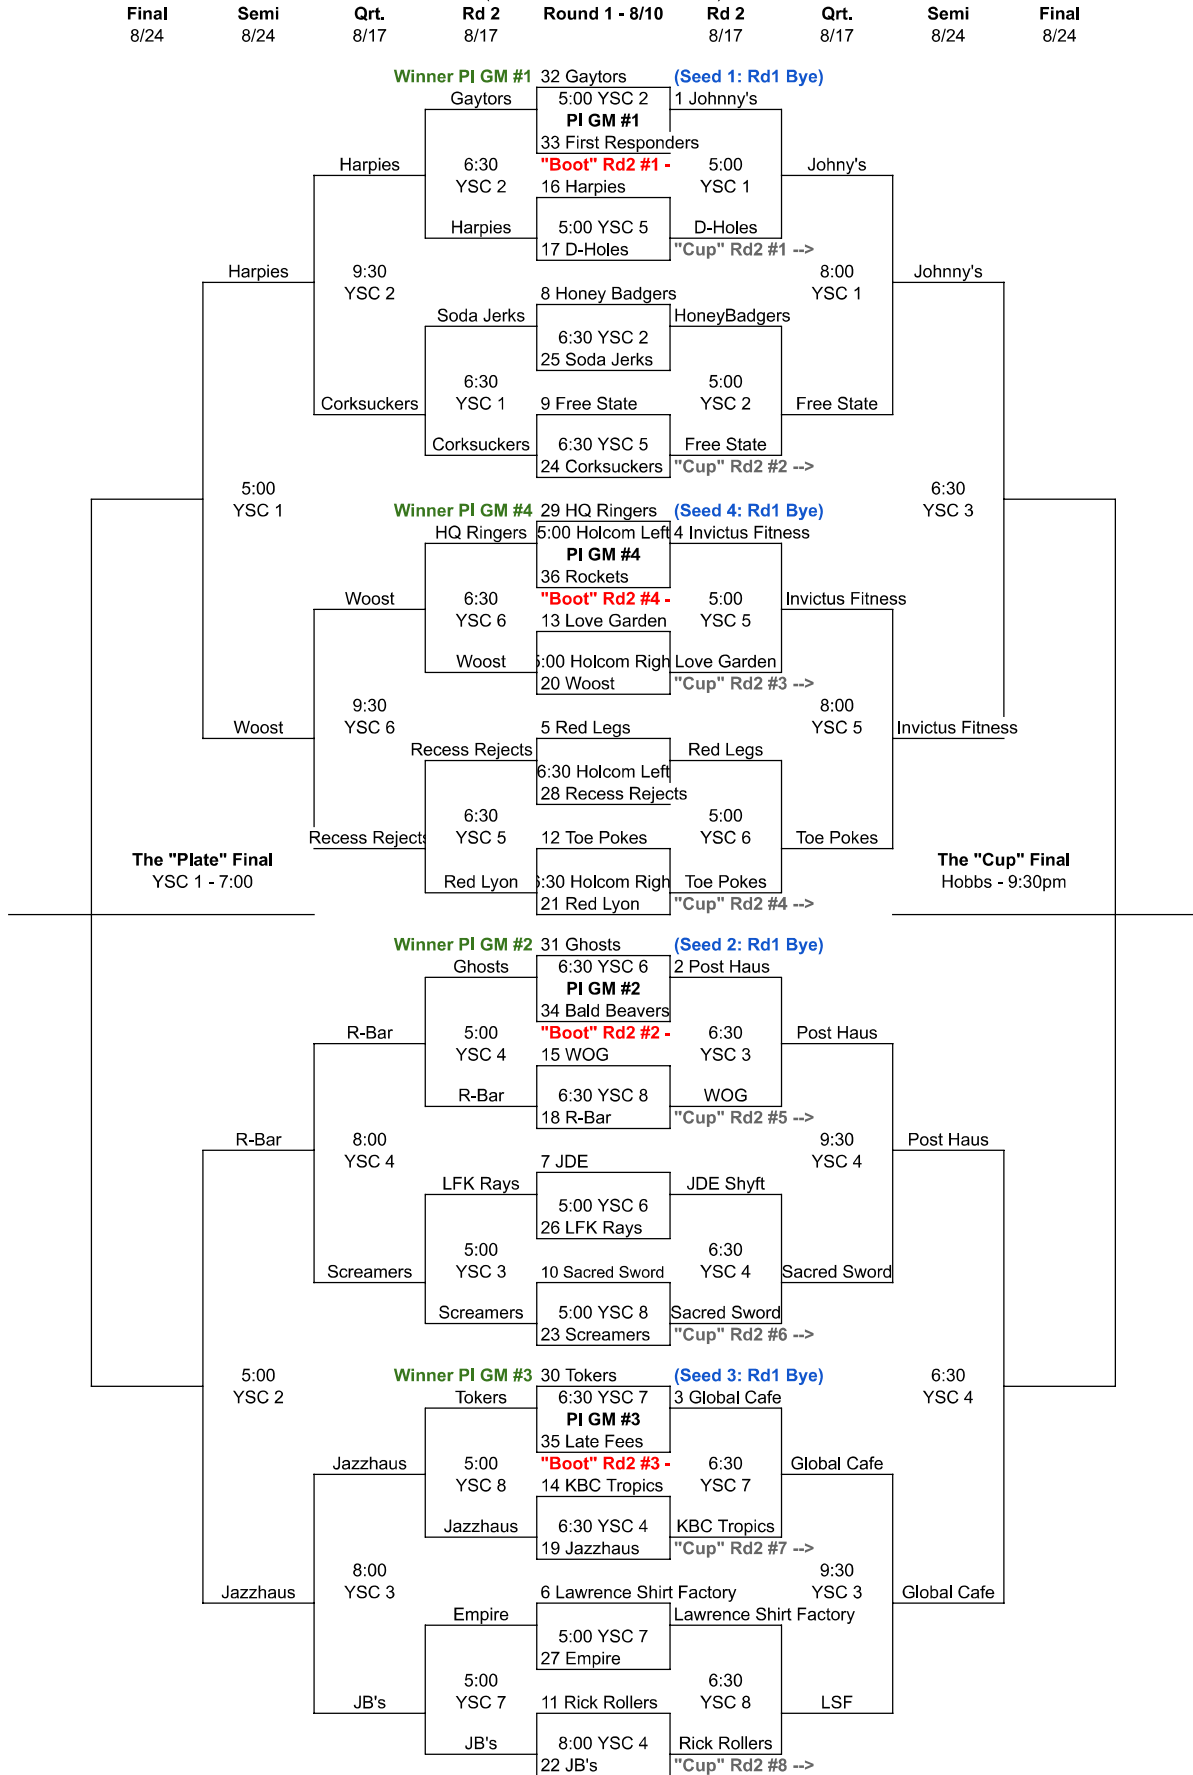 Final Semi Qrt. Rd 2 Round 1 - 8/10 Rd 2 Qrt. Semi Final
8/24 8/24 8/17 8/17 8/17 8/17 8/24 8/24
Winner PI GM #1 32 Gaytors (Seed 1: Rd1 Bye)
Gaytors 5:00 YSC 2 1 Johnny's
PI GM #1
33 First Responders
Harpies 6:30 "Boot" Rd2 #1 - 5:00 Johny's
YSC 2 16 Harpies YSC 1
Harpies 5:00 YSC 5 D-Holes
17 D-Holes "Cup" Rd2 #1 -->
Harpies 9:30 8:00 Johnny's
YSC 2 8 Honey Badgers YSC 1
Soda Jerks HoneyBadgers
6:30 YSC 2
25 Soda Jerks
6:30 5:00
Corksuckers YSC 1 9 Free State YSC 2 Free State
Corksuckers 6:30 YSC 5 Free State
24 Corksuckers "Cup" Rd2 #2 -->
5:00 6:30
YSC 1 Winner PI GM #4 29 HQ Ringers (Seed 4: Rd1 Bye) YSC 3
HQ Ringers 5:00 Holcom Left 4 Invictus Fitness
PI GM #4
36 Rockets
Woost 6:30 "Boot" Rd2 #4 - 5:00 Invictus Fitness
YSC 6 13 Love Garden YSC 5
Woost 5:00 Holcom Righ Love Garden
20 Woost "Cup" Rd2 #3 -->
9:30 8:00
Woost YSC 6 5 Red Legs YSC 5 Invictus Fitness
Recess Rejects Red Legs
6:30 Holcom Left
28 Recess Rejects
6:30 5:00
Recess Rejects YSC 5 12 Toe Pokes YSC 6 Toe Pokes
The "Plate" Final The "Cup" Final
YSC 1 - 7:00 Red Lyon 6:30 Holcom Righ Toe Pokes Hobbs - 9:30pm
21 Red Lyon "Cup" Rd2 #4 -->
Winner PI GM #2 31 Ghosts (Seed 2: Rd1 Bye)
Ghosts 6:30 YSC 6 2 Post Haus
PI GM #2
34 Bald Beavers
R-Bar 5:00 "Boot" Rd2 #2 - 6:30 Post Haus
YSC 4 15 WOG YSC 3
R-Bar 6:30 YSC 8 WOG
18 R-Bar "Cup" Rd2 #5 -->
R-Bar 8:00 9:30 Post Haus
YSC 4 7 JDE YSC 4
LFK Rays JDE Shyft
5:00 YSC 6
26 LFK Rays
5:00 6:30
Screamers YSC 3 10 Sacred Sword YSC 4 Sacred Sword
Screamers 5:00 YSC 8 Sacred Sword
23 Screamers "Cup" Rd2 #6 -->
5:00 Winner PI GM #3 30 Tokers (Seed 3: Rd1 Bye) 6:30
YSC 2 Tokers 6:30 YSC 7 3 Global Cafe YSC 4
PI GM #3
35 Late Fees
Jazzhaus 5:00 "Boot" Rd2 #3 - 6:30 Global Cafe
YSC 8 14 KBC Tropics YSC 7
Jazzhaus 6:30 YSC 4 KBC Tropics
19 Jazzhaus "Cup" Rd2 #7 -->
8:00 9:30
Jazzhaus YSC 3 6 Lawrence Shirt Factory YSC 3 Global Cafe
Empire Lawrence Shirt Factory
5:00 YSC 7
27 Empire
5:00 6:30
JB's YSC 7 11 Rick Rollers YSC 8 LSF
JB's 8:00 YSC 4 Rick Rollers
22 JB's "Cup" Rd2 #8 -->